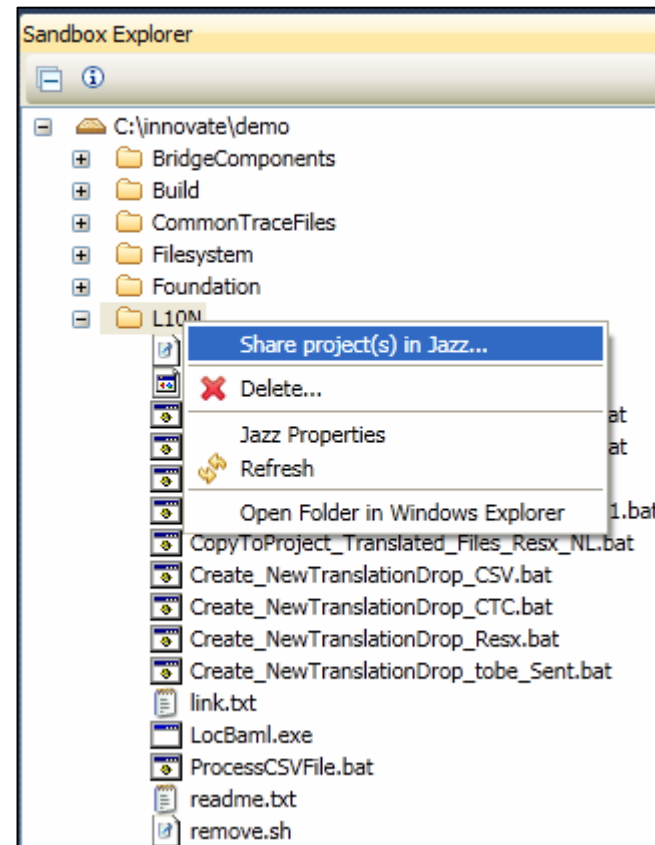 Sandbox Explorer
C:\innovate\demo
BridgeComponents
Build
CommonTraceFiles
Filesystem
Foundation
L10N
Share project(s) in Jazz...
Delete...
at
Jazz Properties
at
Refresh
Open Folder in Windows Explorer
1.bat
CopyToProject_Translated_Files_Resx_NL.bat
Create_NewTranslationDrop_CSV.bat
Create_NewTranslationDrop_CTC.bat
Create_NewTranslationDrop_Resx.bat
Create_NewTranslationDrop_tobe_Sent.bat
link.txt
LocBaml.exe
ProcessCSVFile.bat
readme.txt
remove.sh